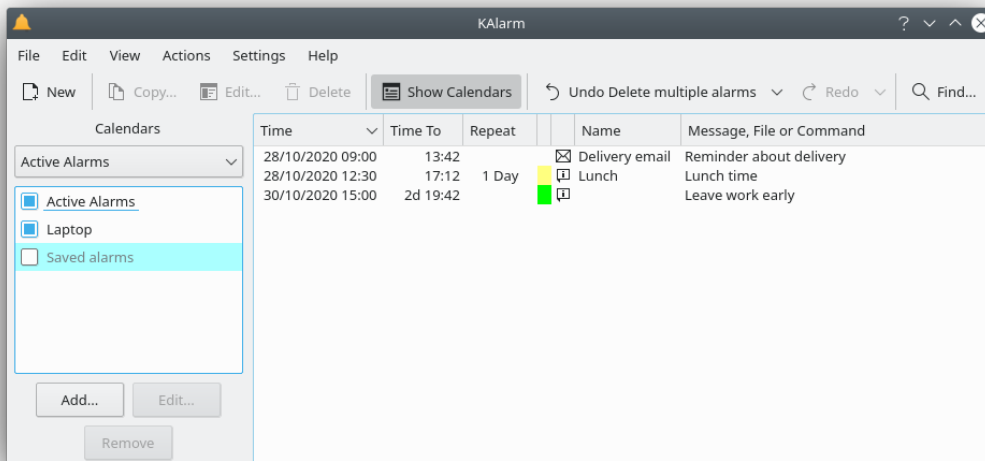 KAlarm
File Edit View Actions Settings Help
New Copy... Edit... Delete Show Calendars Undo Delete multiple alarms Redo Find...
Calendars
Active Alarms
Active Alarms
Laptop
Saved alarms
Add... Edit...
Remove
Time Time To Repeat Name Message, File or Command
28/10/2020 09:00 13:42 Delivery email Reminder about delivery
28/10/2020 12:30 17:12 1 Day Lunch Lunch time
30/10/2020 15:00 2d 19:42 Leave work early